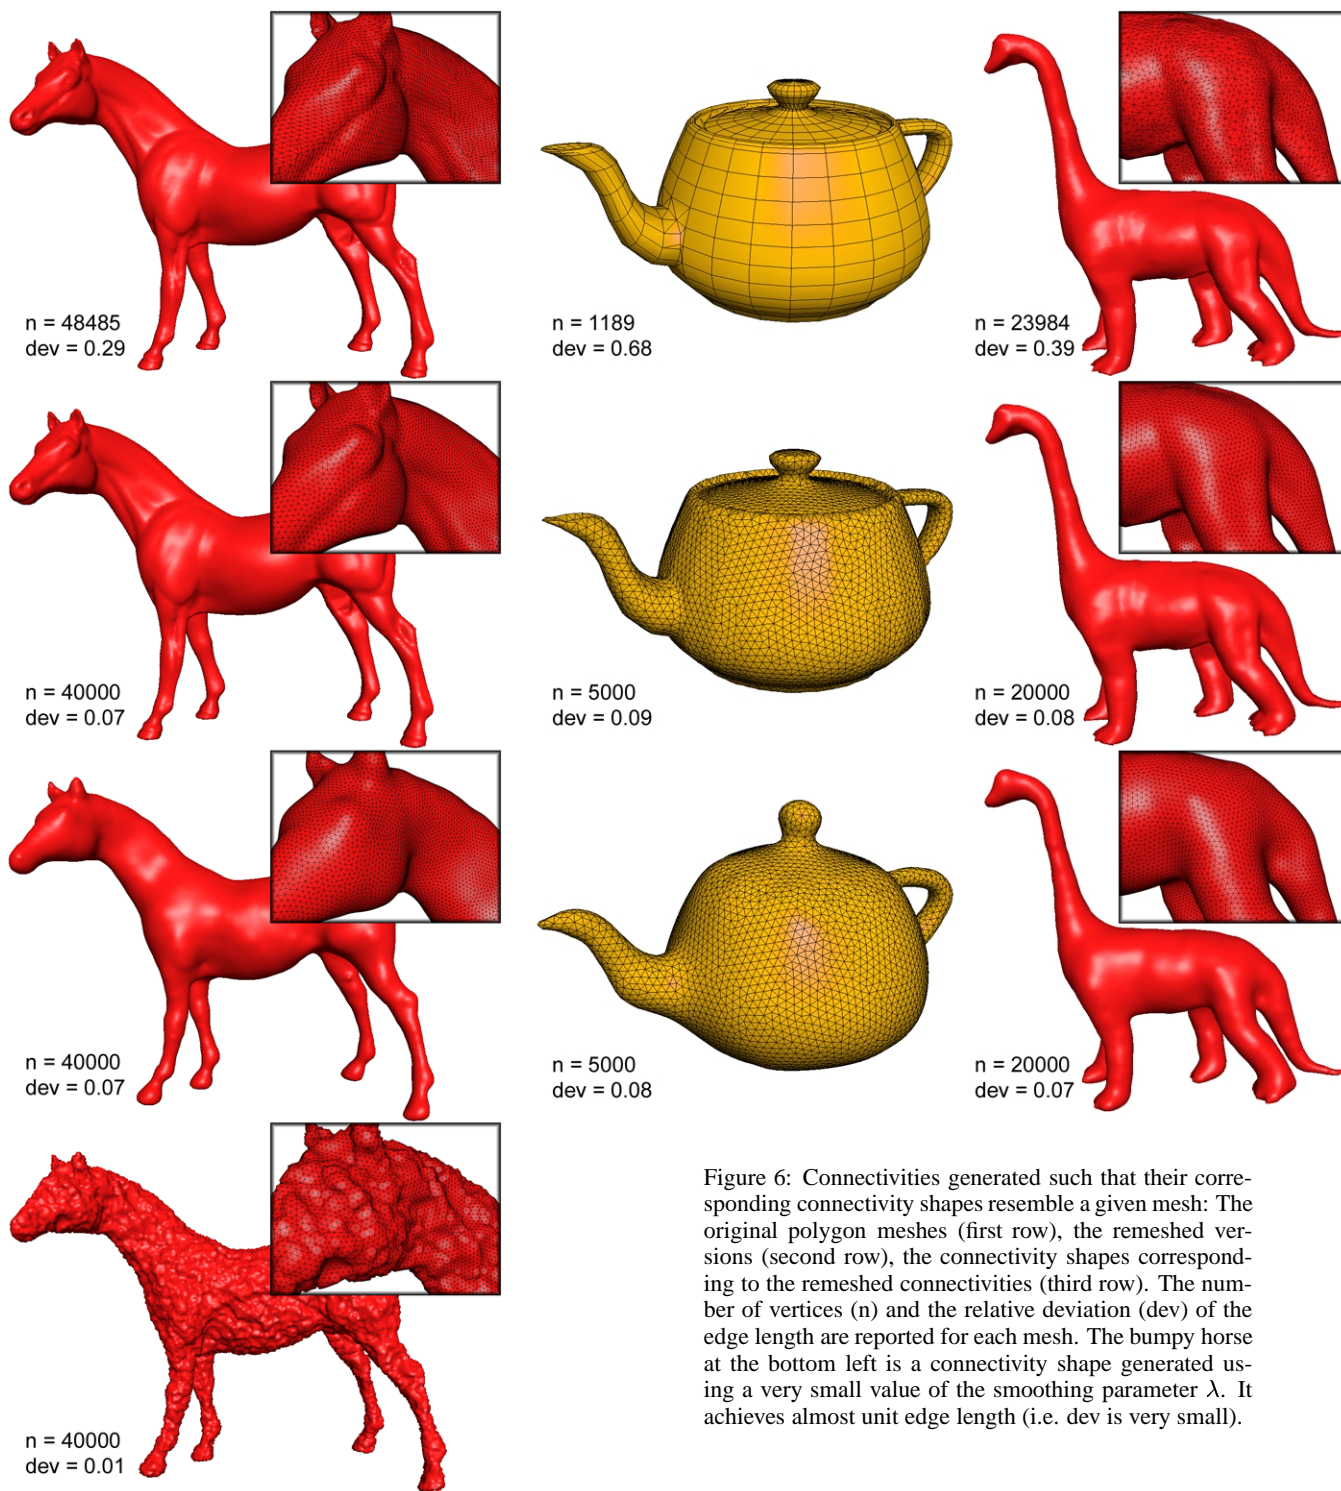 n = 48485
dev = 0.29
n = 1189
dev = 0.68
n = 23984
dev = 0.39
n = 40000
dev = 0.07
n = 5000
dev = 0.09
n = 20000
dev = 0.08
n = 40000
dev = 0.07
n = 5000
dev = 0.08
n = 20000
dev = 0.07
n = 40000
dev = 0.01
Figure 6: Connectivities generated such that their corre-
sponding connectivity shapes resemble a given mesh: The
original polygon meshes (first row), the remeshed ver-
sions (second row), the connectivity shapes correspond-
ing to the remeshed connectivities (third row). The num-
ber of vertices (n) and the relative deviation (dev) of the
edge length are reported for each mesh. The bumpy horse
at the bottom left is a connectivity shape generated us-
ing a very small value of the smoothing parameter λ. It
achieves almost unit edge length (i.e. dev is very small).